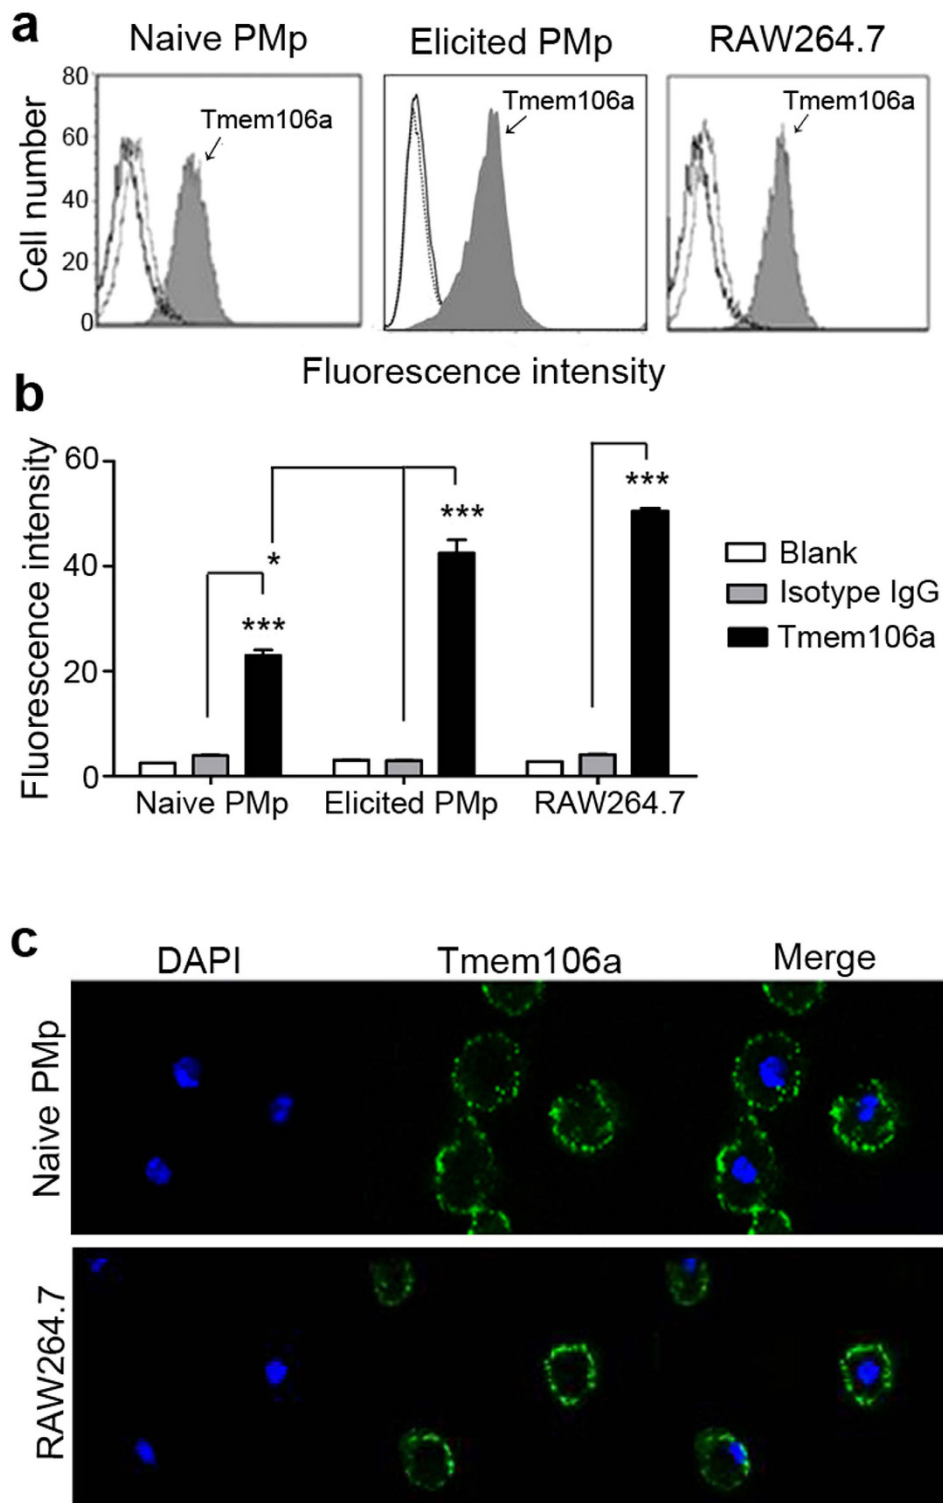 a
Naive PMp
Elicited PMp
RAW264.7
Cell number
80
60
40
20
0
Tmem106a
Tmem106a
Tmem106a
Fluorescence intensity
b
Fluorescence intensity
60
40
20
0
***
*
***
***
Blank
Isotype IgG
Tmem106a
Naive PMp
Elicited PMp
RAW264.7
c
DAPI
Tmem106a
Merge
Naive PMp
RAW264.7